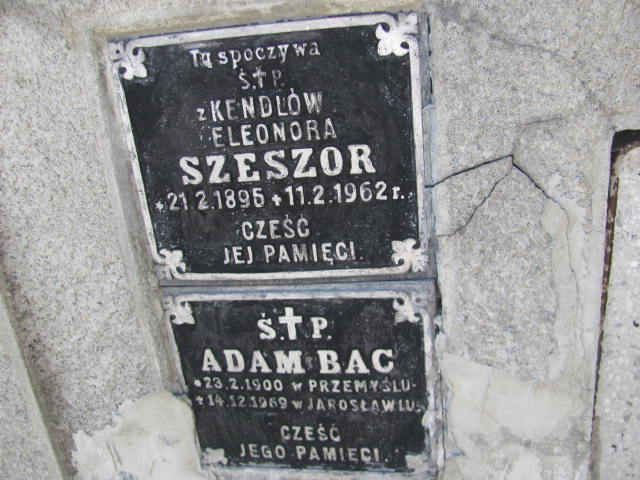 Tu spoczywa
Ś.†P.
z KENDLÓW
ELEONORA
SZESZOR
*21.2.1895 +11.2.1962 r.
CZEŚĆ
JEJ PAMIĘCI.
Ś.†P.
ADAM BAC
*23.2.1900 w PRZEMYŚLU-
+14.12.1969 w JAROSŁAWIU.
CZEŚĆ
JEGO PAMIĘCI.